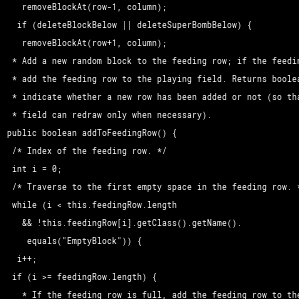 removeBlockAt(row-1, column);
if (deleteBlockBelow || deleteSuperBombBelow) {
removeBlockAt(row+1, column);
* Add a new random block to the feeding row; if the feedin
* add the feeding row to the playing field. Returns boolea
* indicate whether a new row has been added or not (so tha
* field can redraw only when necessary).
public boolean addToFeedingRow() {
/* Index of the feeding row. */
int i = 0;
/* Traverse to the first empty space in the feeding row. *
while (i < this.feedingRow.length
&& !this.feedingRow[i].getClass().getName().
equals("EmptyBlock")) {
i++;
if (i >= feedingRow.length) {
* If the feeding row is full, add the feeding row to the